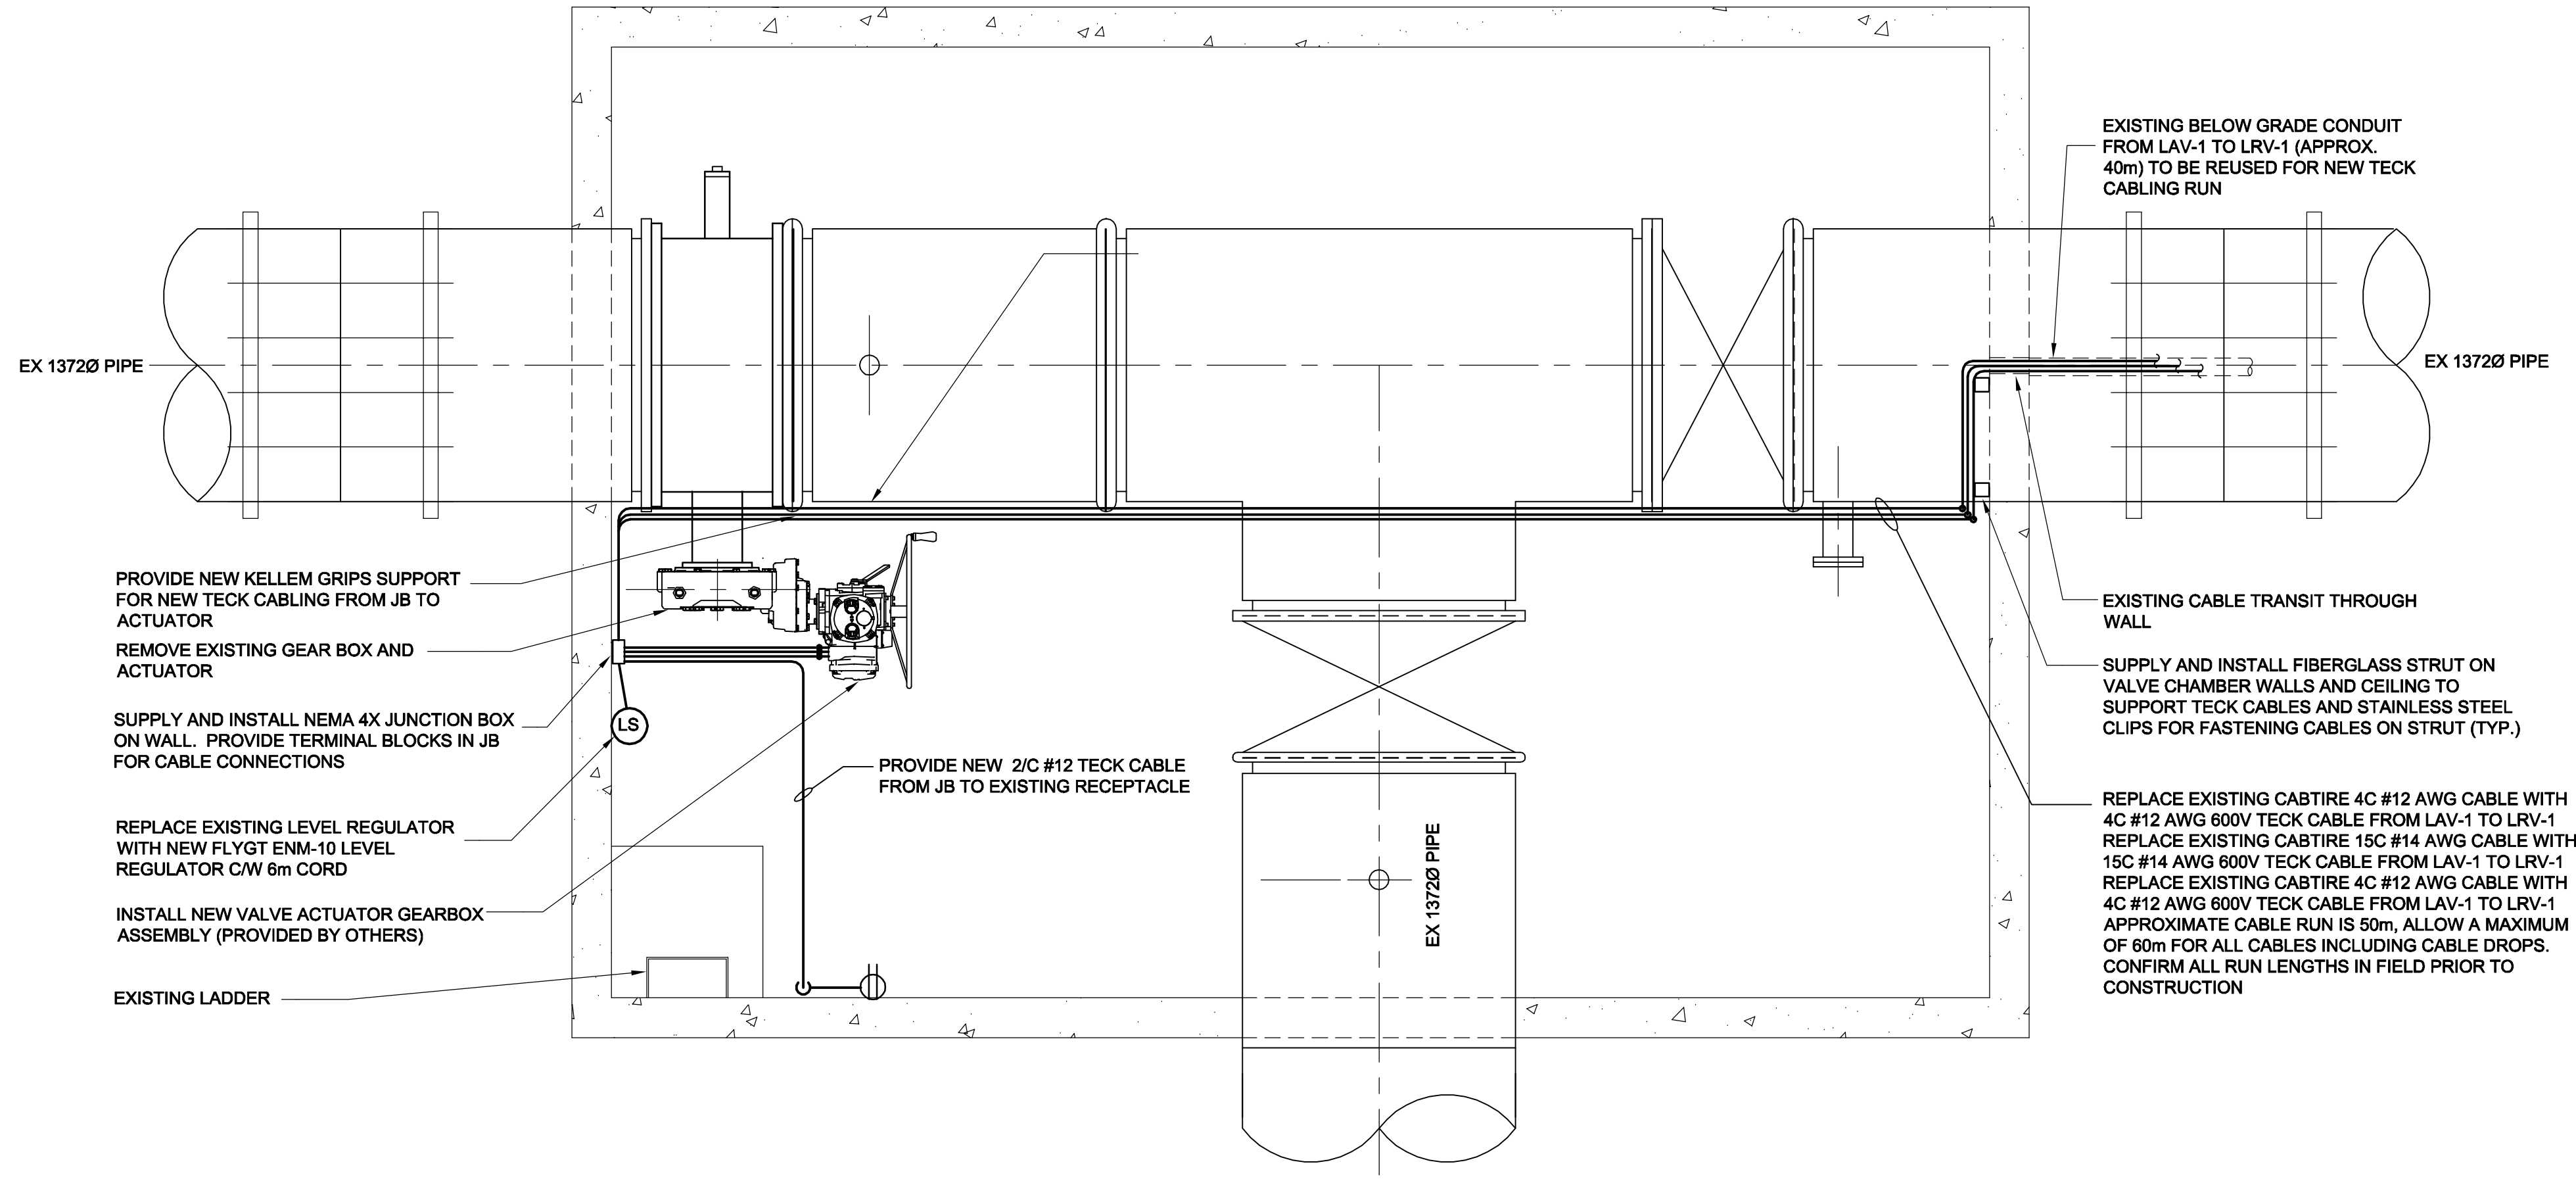 EXISTING BELOW GRADE CONDUIT
FROM LAV-1 TO LRV-1 (APPROX.
40m) TO BE REUSED FOR NEW TECK
CABLING RUN
EX 1372Ø PIPE
EX 1372Ø PIPE
PROVIDE NEW KELLEM GRIPS SUPPORT
FOR NEW TECK CABLING FROM JB TO
ACTUATOR
REMOVE EXISTING GEAR BOX AND
ACTUATOR
SUPPLY AND INSTALL NEMA 4X JUNCTION BOX
ON WALL. PROVIDE TERMINAL BLOCKS IN JB
FOR CABLE CONNECTIONS
LS
REPLACE EXISTING LEVEL REGULATOR
WITH NEW FLYGT ENM-10 LEVEL
REGULATOR C/W 6m CORD
INSTALL NEW VALVE ACTUATOR GEARBOX
ASSEMBLY (PROVIDED BY OTHERS)
EXISTING LADDER
PROVIDE NEW 2/C #12 TECK CABLE
FROM JB TO EXISTING RECEPTACLE
EX 1372Ø PIPE
EXISTING CABLE TRANSIT THROUGH
WALL
SUPPLY AND INSTALL FIBERGLASS STRUT ON
VALVE CHAMBER WALLS AND CEILING TO
SUPPORT TECK CABLES AND STAINLESS STEEL
CLIPS FOR FASTENING CABLES ON STRUT (TYP.)
REPLACE EXISTING CABTIRE 4C #12 AWG CABLE WITH
4C #12 AWG 600V TECK CABLE FROM LAV-1 TO LRV-1
REPLACE EXISTING CABTIRE 15C #14 AWG CABLE WITH
15C #14 AWG 600V TECK CABLE FROM LAV-1 TO LRV-1
REPLACE EXISTING CABTIRE 4C #12 AWG CABLE WITH
4C #12 AWG 600V TECK CABLE FROM LAV-1 TO LRV-1
APPROXIMATE CABLE RUN IS 50m, ALLOW A MAXIMUM
OF 60m FOR ALL CABLES INCLUDING CABLE DROPS.
CONFIRM ALL RUN LENGTHS IN FIELD PRIOR TO
CONSTRUCTION